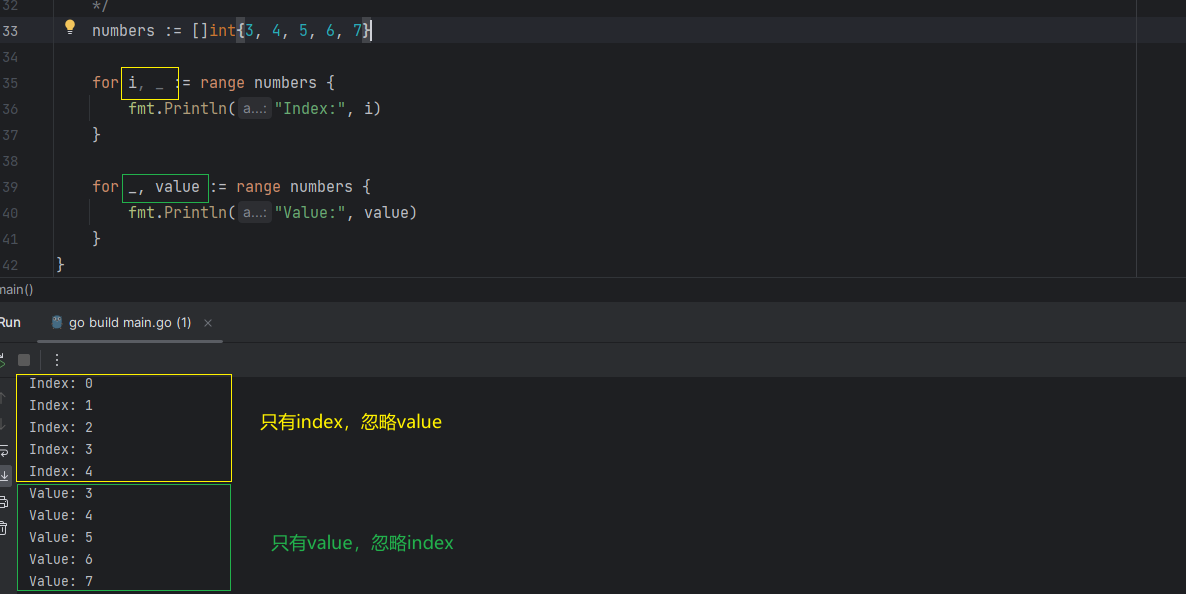 32 */
33 numbers := []int{3, 4, 5, 6, 7}
34
35 for i, _ := range numbers {
36 fmt.Println( a...: "Index:", i)
37 }
38
39 for _, value := range numbers {
40 fmt.Println( a...: "Value:", value)
41 }
42 }
main()
Run go build main.go (1)
Index: 0
Index: 1
Index: 2
Index: 3
Index: 4
只有index，忽略value
Value: 3
Value: 4
Value: 5
Value: 6
Value: 7
只有value，忽略index